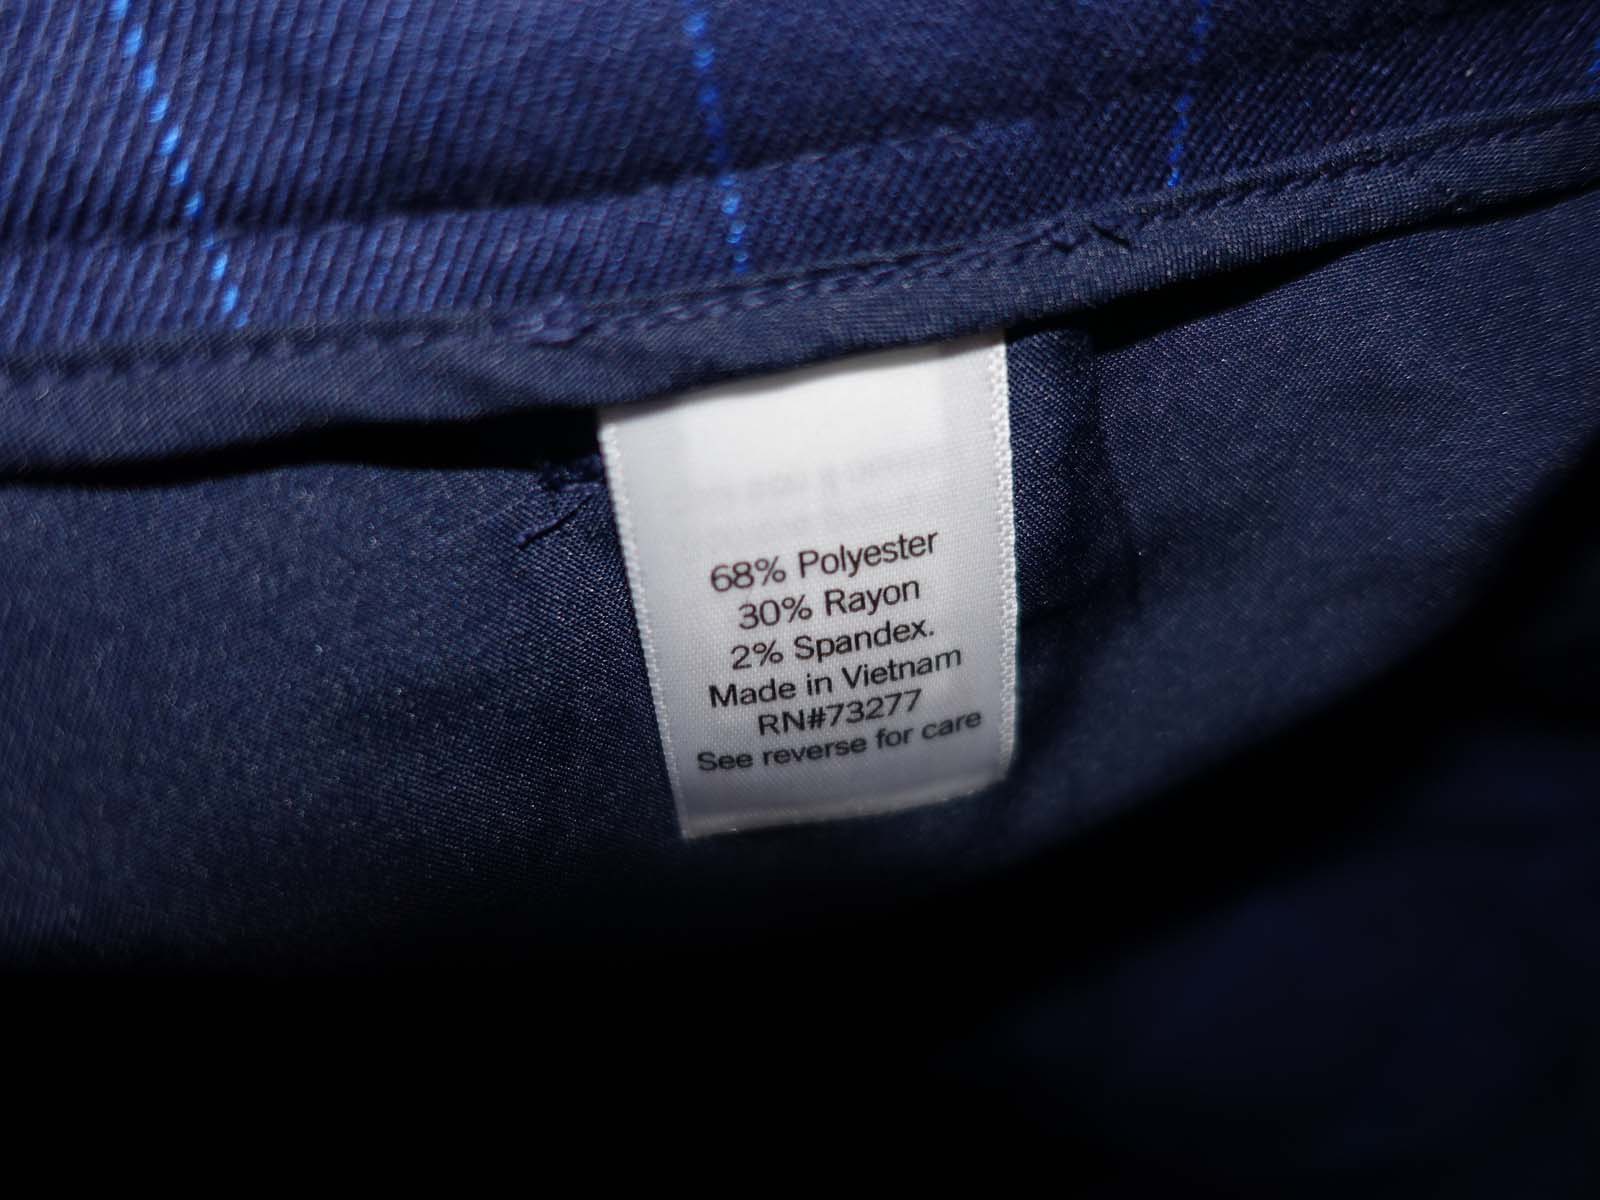 68% Polyester
30% Rayon
2% Spandex.
Made in Vietnam
RN#73277
See reverse for care